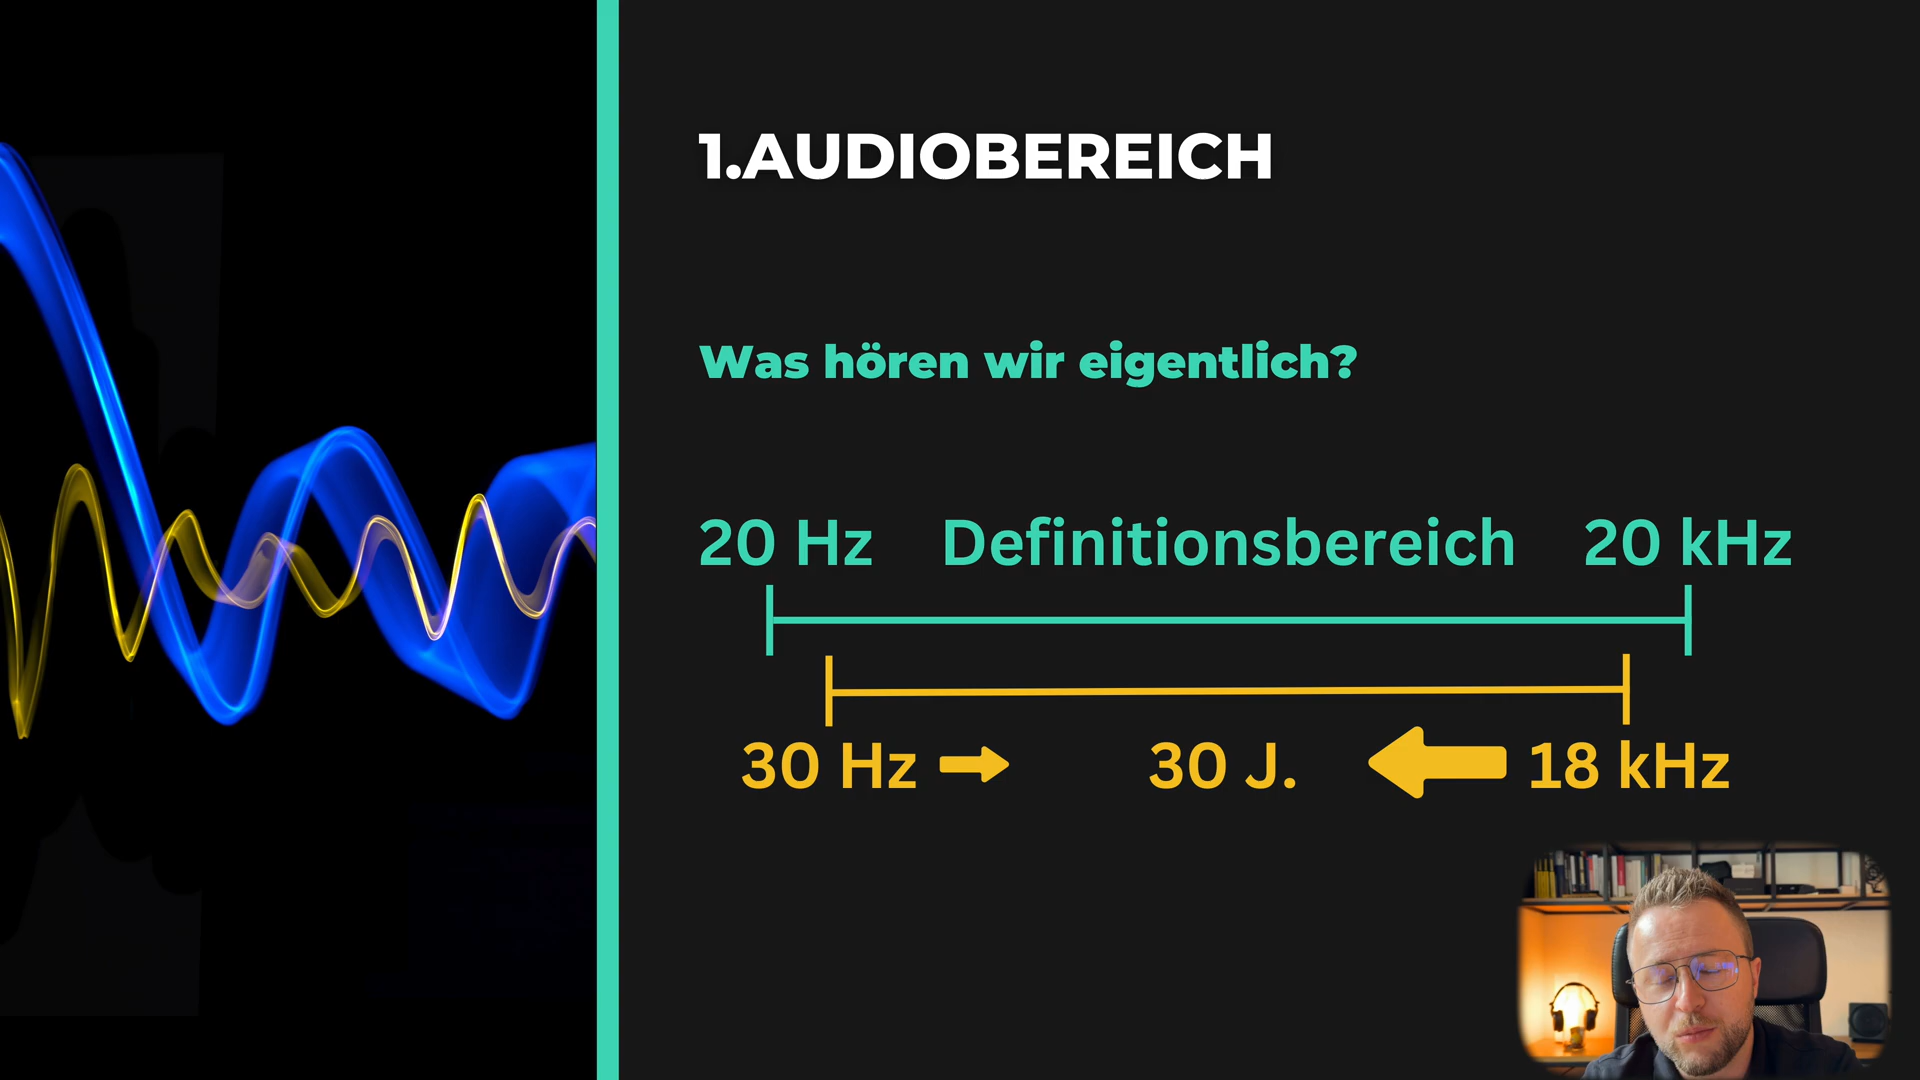 1.AUDIOBEREICH
Was hören wir eigentlich?
20 Hz Definitionsbereich 20 kHz
30 Hz 30 J. 18 kHz